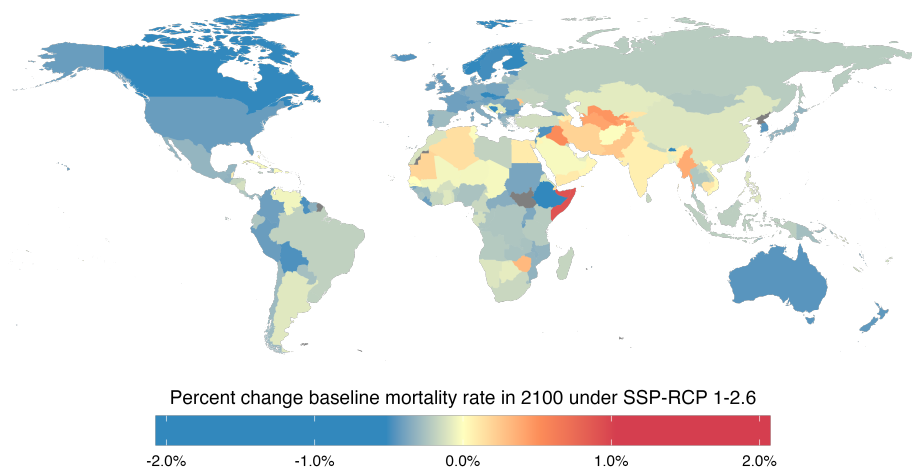 Percent change baseline mortality rate in 2100 under SSP-RCP 1-2.6
-2.0% -1.0% 0.0% 1.0% 2.0%